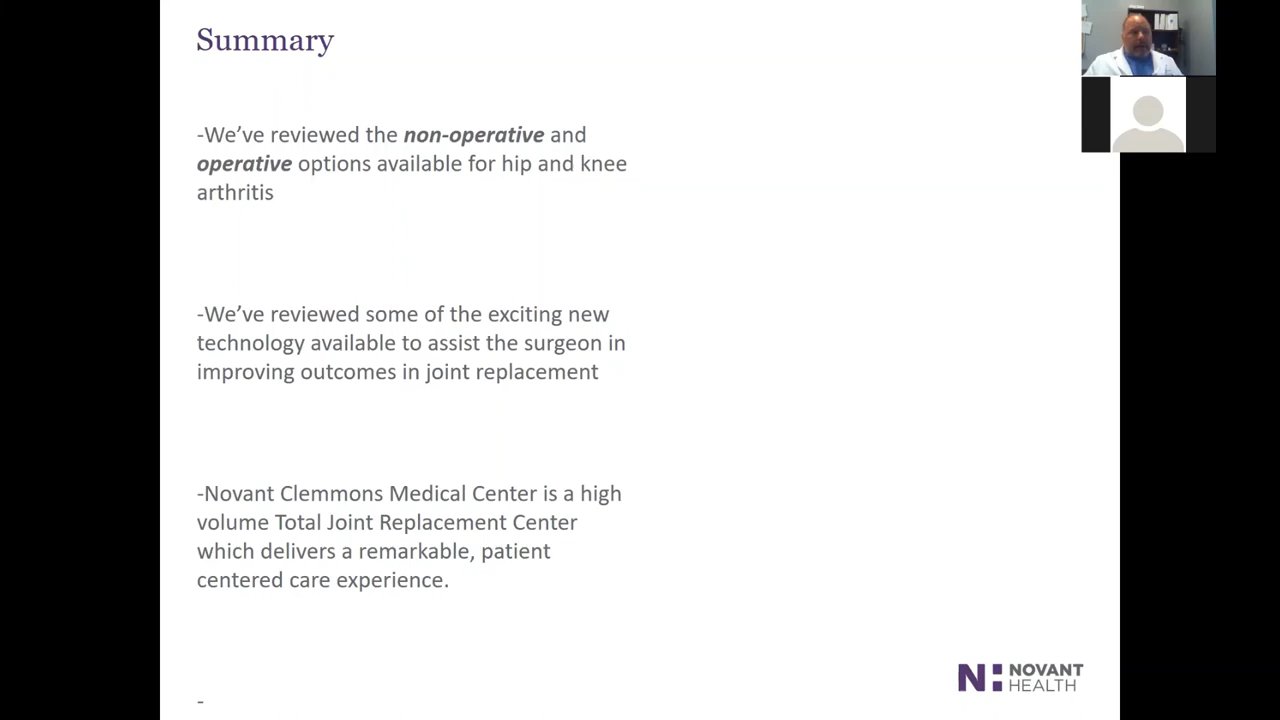 Summary
-We’ve reviewed the non-operative and
operative options available for hip and knee
arthritis
-We’ve reviewed some of the exciting new
technology available to assist the surgeon in
improving outcomes in joint replacement
-Novant Clemmons Medical Center is a high
volume Total Joint Replacement Center
which delivers a remarkable, patient
centered care experience.
-
N NOVANT
HEALTH